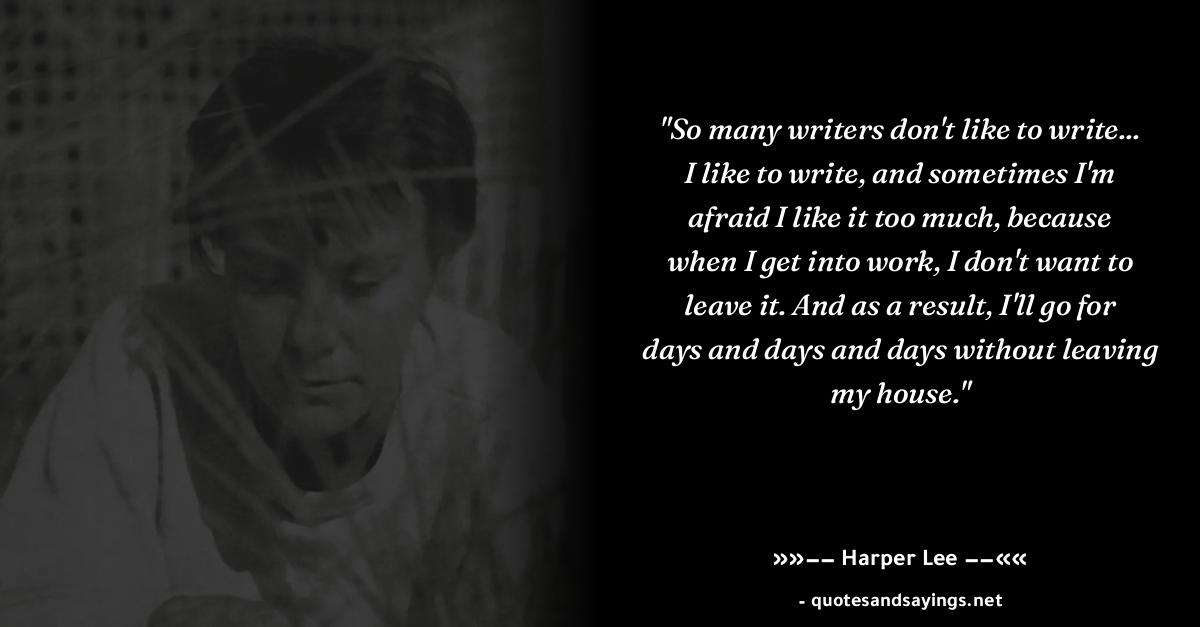 "So many writers don't like to write...
I like to write, and sometimes I'm
afraid I like it too much, because
when I get into work, I don't want to
leave it. And as a result, I'll go for
days and days and days without leaving
my house."
»»–– Harper Lee ––««
- quotesandsayings.net